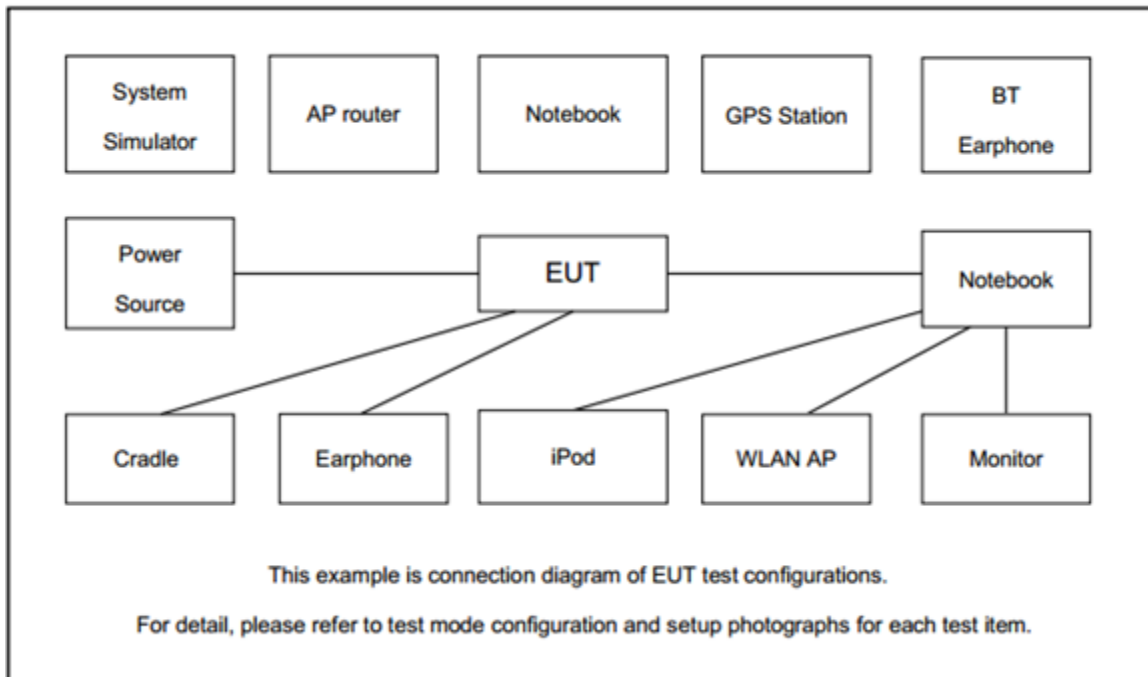 System
Simulator
AP router
Notebook
GPS Station
BT
Earphone
Power
Source
EUT
Notebook
Cradle
Earphone
iPod
WLAN AP
Monitor
This example is connection diagram of EUT test configurations.
For detail, please refer to test mode configuration and setup photographs for each test item.